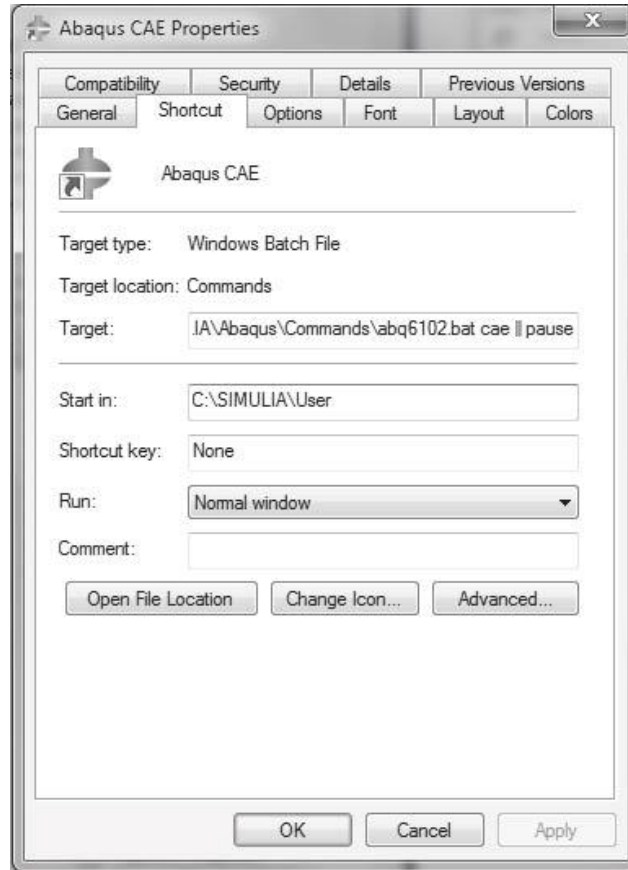 Abaqus CAE Properties
Compatibility Security Details Previous Versions
General Shortcut Options Font Layout Colors
Abaqus CAE
Target type: Windows Batch File
Target location: Commands
Target: .IA\Abaqus\Commands\abq6102.bat cae || pause
Start in: C:\SIMULIA\User
Shortcut key: None
Run: Normal window
Comment:
Open File Location Change Icon... Advanced...
OK Cancel Apply